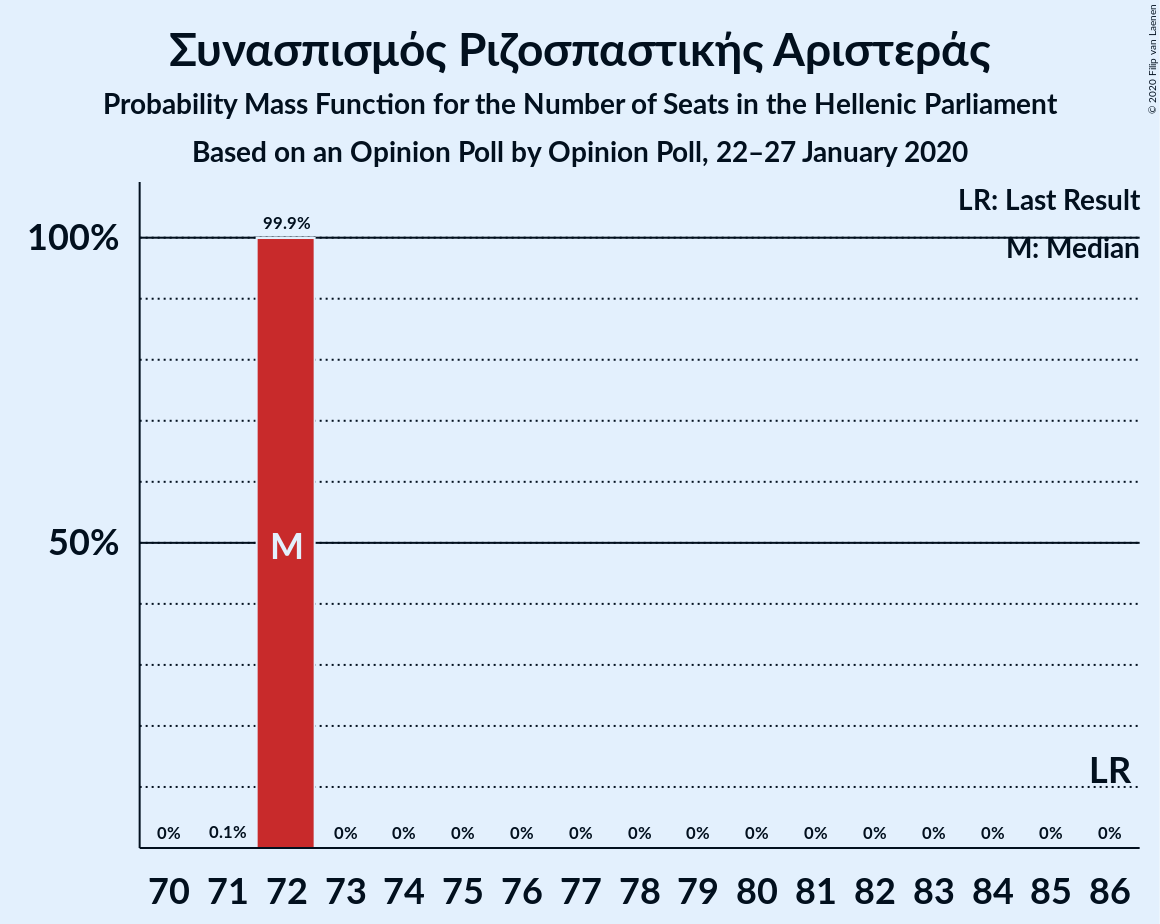 Συνασπισμός Ριζοσπαστικής Αριστεράς
Probability Mass Function for the Number of Seats in the Hellenic Parliament
Based on an Opinion Poll by Opinion Poll, 22–27 January 2020
© 2020 Filip van Laenen
LR: Last Result
M: Median
99.9%
100%
50%
M
LR
0% 0.1% 0% 0% 0% 0% 0% 0% 0% 0% 0% 0% 0% 0% 0% 0%
70 71 72 73 74 75 76 77 78 79 80 81 82 83 84 85 86